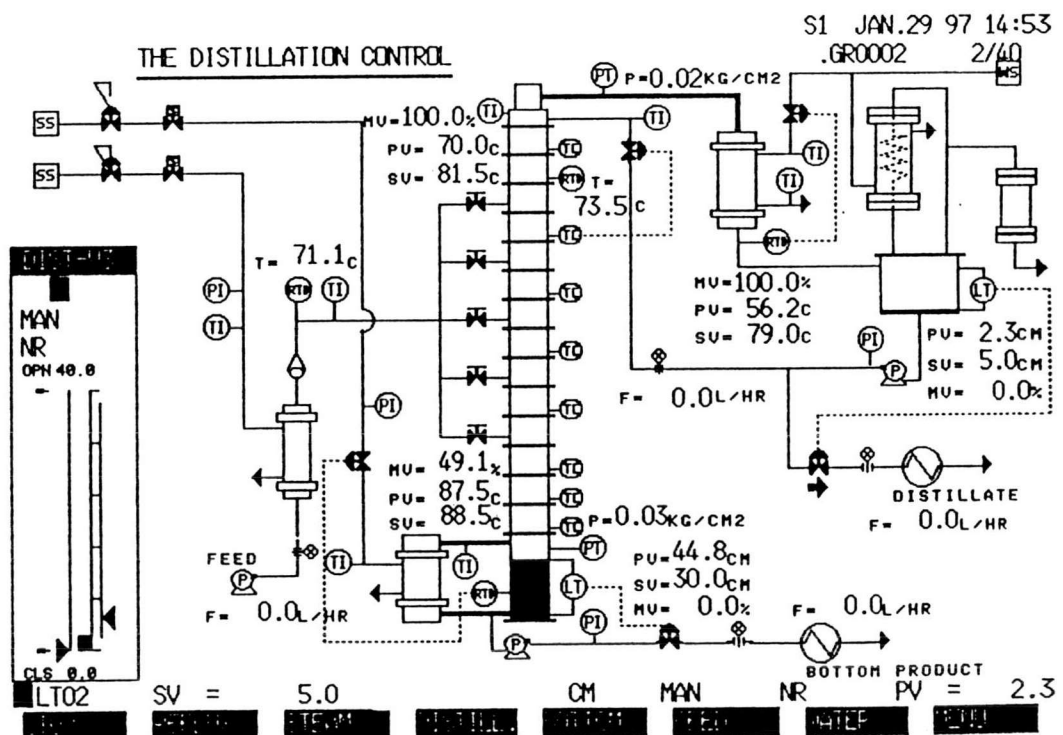 S1 JAN.29 97 14:53
THE DISTILLATION CONTROL
.GR0002 2/40
WS
PT P=0.02KG/CM2
SS
MV=100.0% TI
TI
PV= 70.0C
TC
SV= 81.5C
RTD T=
73.5C
TI
TI
SS
TC
RTD
T= 71.1C
PI
RTD TI
TC
MV=100.0%
PV= 56.2C
SV= 79.0C
LT
TI
MAN
NR
OPN 40.0
TC
PI
P
PV= 2.3CM
SV= 5.0CM
MV= 0.0%
TC
F= 0.0L/HR
PI
TC
MV= 49.1%
PV= 87.5C
SV= 88.5C
TC
TC
TC
DISTILLATE
F= 0.0L/HR
P=0.03KG/CM2
PT
FEED
P
TI
TI
PV= 44.8CM
SV=30.0CM
MV= 0.0%
RTD
LT
F= 0.0L/HR
F= 0.0L/HR
P
PI
CLS 0.0
BOTTOM PRODUCT
LT02 SV = 5.0 CM MAN NR PV = 2.3